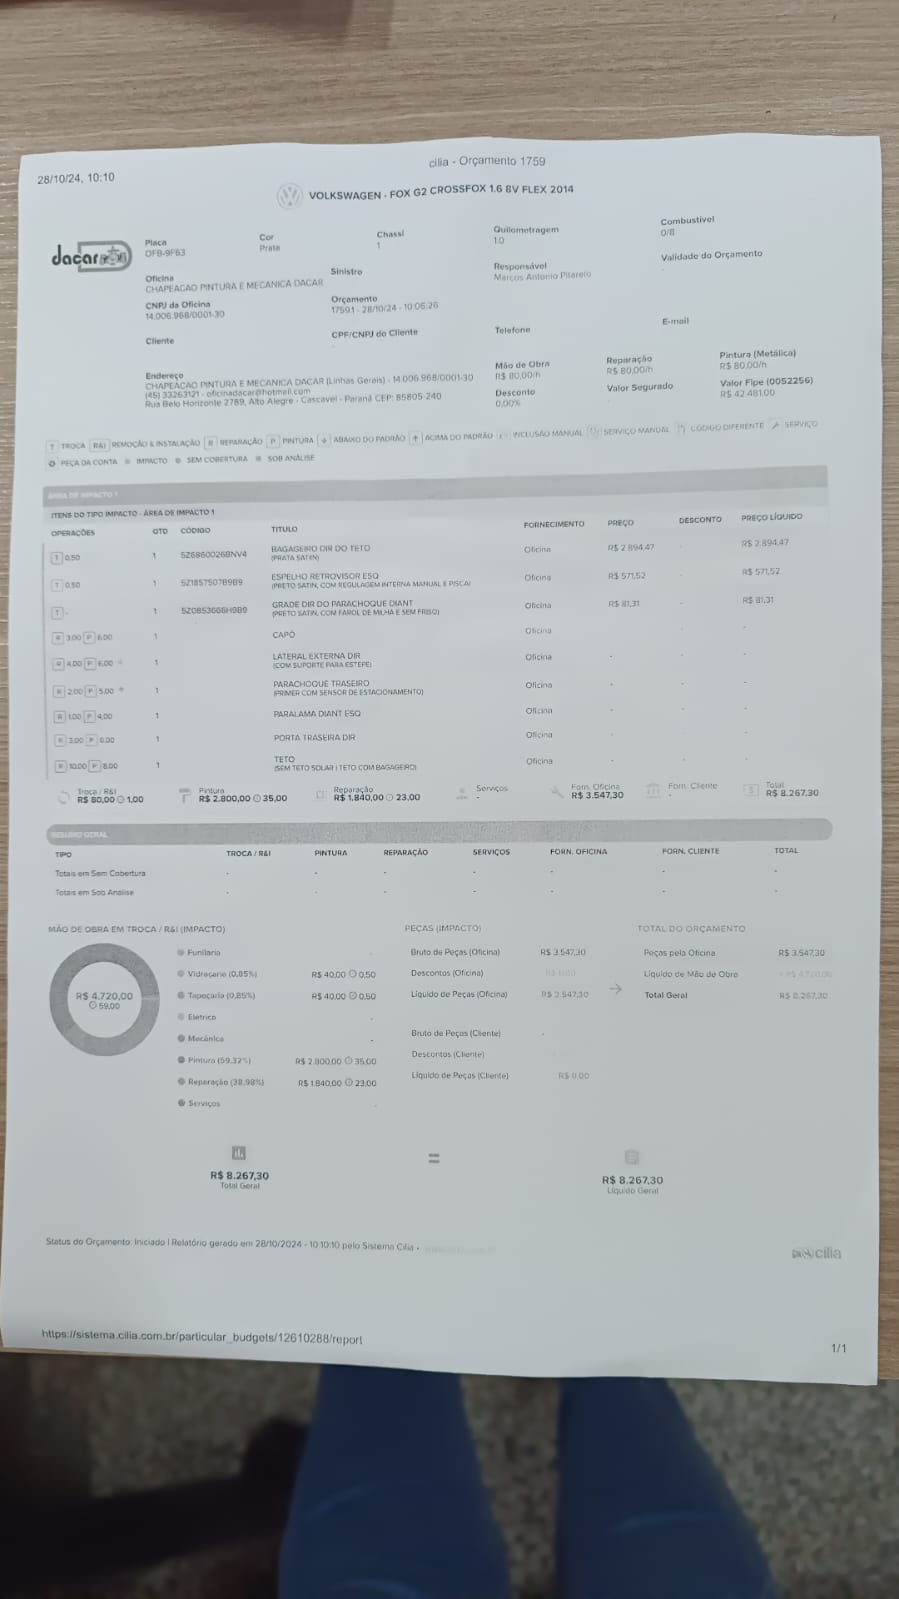 28/10/24, 10:10
cilia - Orçamento 1759
VOLKSWAGEN - FOX G2 CROSSFOX 1.6 8V FLEX 2014
dacar
Placa Cor Chassi Quilometragem Combustível
OFB-9F63 Prata 1 1.0 0/8
Oficina Sinistro Responsável Validade do Orçamento
CHAPEACAO PINTURA E MECANICA DACAR Marcos Antonio Pitarelo
CNPJ da Oficina Orçamento
14.006.968/0001-30 1759.1 - 28/10/24 - 10:06:26
Cliente CPF/CNPJ do Cliente Telefone E-mail
Endereço Mão de Obra Reparação Pintura (Metálica)
CHAPEACAO PINTURA E MECANICA DACAR (Linhas Gerais) - 14.006.968/0001-30 R$ 80,00/h R$ 80,00/h R$ 80,00/h
(45) 33263121 - oficinadacar@hotmail.com Desconto Valor Segurado Valor Fipe (0052256)
Rua Belo Horizonte 2789, Alto Alegre - Cascavel - Paraná CEP: 85805-240 0,00% - R$ 42.481,00
T TROCA R&I REMOÇÃO & INSTALAÇÃO R REPARAÇÃO P PINTURA ABAIXO DO PADRÃO ACIMA DO PADRÃO INCLUSÃO MANUAL SERVIÇO MANUAL CÓDIGO DIFERENTE SERVIÇO
PEÇA DA CONTA IMPACTO SEM COBERTURA SOB ANÁLISE
ÁREA DE IMPACTO 1
ITENS DO TIPO IMPACTO - ÁREA DE IMPACTO 1
OPERAÇÕES QTD CÓDIGO TITULO FORNECIMENTO PREÇO DESCONTO PREÇO LÍQUIDO
T 0,50 1 5Z6860026BNV4 BAGAGEIRO DIR DO TETO Oficina R$ 2.894,47 - R$ 2.894,47
(PRATA SATIN)
T 0,50 1 5Z1857507B9B9 ESPELHO RETROVISOR ESQ Oficina R$ 571,52 - R$ 571,52
(PRETO SATIN, COM REGULAGEM INTERNA MANUAL E PISCA)
T - 1 5Z0853666H9B9 GRADE DIR DO PARACHOQUE DIANT Oficina R$ 81,31 - R$ 81,31
(PRETO SATIN, COM FAROL DE MILHA E SEM FRISO)
R 3,00 P 6,00 1 CAPÔ Oficina - - -
R 4,00 P 6,00 1 LATERAL EXTERNA DIR Oficina - - -
(COM SUPORTE PARA ESTEPE)
R 2,00 P 5,00 1 PARACHOQUE TRASEIRO Oficina - - -
(PRIMER COM SENSOR DE ESTACIONAMENTO)
R 1,00 P 4,00 1 PARALAMA DIANT ESQ Oficina - - -
R 3,00 P 6,00 1 PORTA TRASEIRA DIR Oficina - - -
R 10,00 P 8,00 1 TETO Oficina - - -
(SEM TETO SOLAR | TETO COM BAGAGEIRO)
Troca / R&I Pintura Reparação Serviços Forn. Oficina Forn. Cliente Total
R$ 80,00 1,00 R$ 2.800,00 35,00 R$ 1.840,00 23,00 - R$ 3.547,30 - R$ 8.267,30
RESUMO GERAL
TIPO TROCA / R&I PINTURA REPARAÇÃO SERVIÇOS FORN. OFICINA FORN. CLIENTE TOTAL
Totais em Sem Cobertura - - - - - - -
Totais em Sob Análise - - - - - - -
MÃO DE OBRA EM TROCA / R&I (IMPACTO) PEÇAS (IMPACTO) TOTAL DO ORÇAMENTO
Funilaria - Bruto de Peças (Oficina) R$ 3.547,30 Peças pela Oficina R$ 3.547,30
Vidraçaria (0,85%) R$ 40,00 0,50 Descontos (Oficina) Líquido de Mão de Obra + R$ 4.720,00
R$ 4.720,00 Tapeçaria (0,85%) R$ 40,00 0,50 Líquido de Peças (Oficina) R$ 3.547,30 Total Geral R$ 8.267,30
59,00 Elétrica -
Mecânica - Bruto de Peças (Cliente) -
Pintura (59,32%) R$ 2.800,00 35,00 Descontos (Cliente)
Reparação (38,98%) R$ 1.840,00 23,00 Líquido de Peças (Cliente) R$ 0,00
Serviços -
=
R$ 8.267,30 R$ 8.267,30
Total Geral Líquido Geral
Status do Orçamento: Iniciado | Relatório gerado em 28/10/2024 - 10:10:10 pelo Sistema Cilia -
cilia
https://sistema.cilia.com.br/particular_budgets/12610288/report
1/1